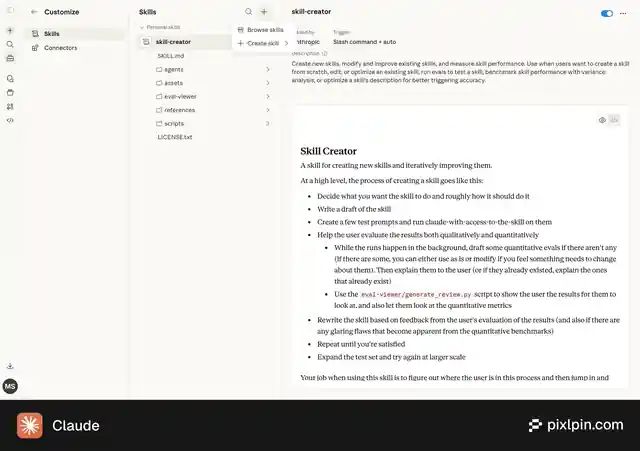 Customize
Skills
Connectors
MS
Skills
Personal skills
skill-creator
SKILL.md
agents
assets
eval-viewer
references
scripts
LICENSE.txt
Browse skills
Create skill
skill-creator
Trigger
Slash command + auto
Description
Create new skills, modify and improve existing skills, and measure skill performance. Use when users want to create a skill
from scratch, edit, or optimize an existing skill, run evals to test a skill, benchmark skill performance with variance
analysis, or optimize a skill's description for better triggering accuracy.
Skill Creator
A skill for creating new skills and iteratively improving them.
At a high level, the process of creating a skill goes like this:
• Decide what you want the skill to do and roughly how it should do it
• Write a draft of the skill
• Create a few test prompts and run claude-with-access-to-the-skill on them
• Help the user evaluate the results both qualitatively and quantitatively
• While the runs happen in the background, draft some quantitative evals if there aren't any
(if there are some, you can either use as is or modify if you feel something needs to change
about them). Then explain them to the user (or if they already existed, explain the ones
that already exist)
• Use the eval-viewer/generate_review.py script to show the user the results for them to
look at, and also let them look at the quantitative metrics
• Rewrite the skill based on feedback from the user's evaluation of the results (and also if there are
any glaring flaws that become apparent from the quantitative benchmarks)
• Repeat until you're satisfied
• Expand the test set and try again at larger scale
Your job when using this skill is to figure out where the user is in this process and then jump in and
Claude
pixlpin.com